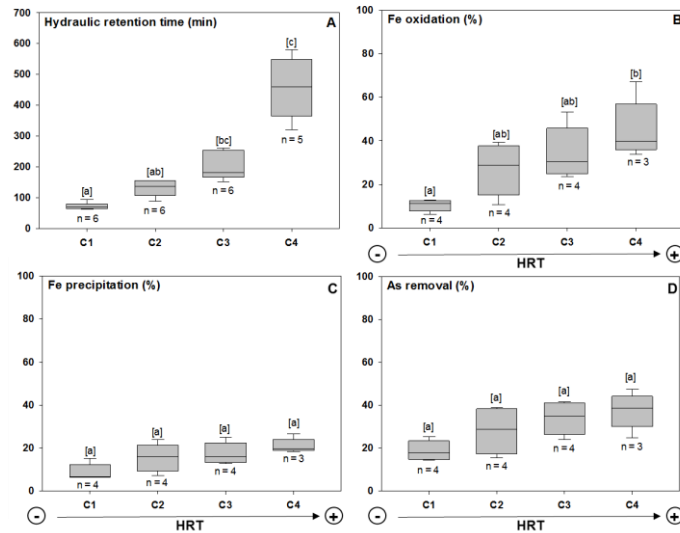 Hydraulic retention time (min)
A
700
600
500
400
300
200
100
0
[a]
[ab]
[bc]
[c]
n = 6
n = 6
n = 6
n = 5
C1 C2 C3 C4
Fe oxidation (%)
B
100
80
60
40
20
0
[a]
[ab]
[ab]
[b]
n = 4
n = 4
n = 4
n = 3
C1 C2 C3 C4
- HRT +
Fe precipitation (%)
C
100
80
60
40
20
0
[a]
[a]
[a]
[a]
n = 4
n = 4
n = 4
n = 3
C1 C2 C3 C4
- HRT +
As removal (%)
D
100
80
60
40
20
0
[a]
[a]
[a]
[a]
n = 4
n = 4
n = 4
n = 3
C1 C2 C3 C4
- HRT +